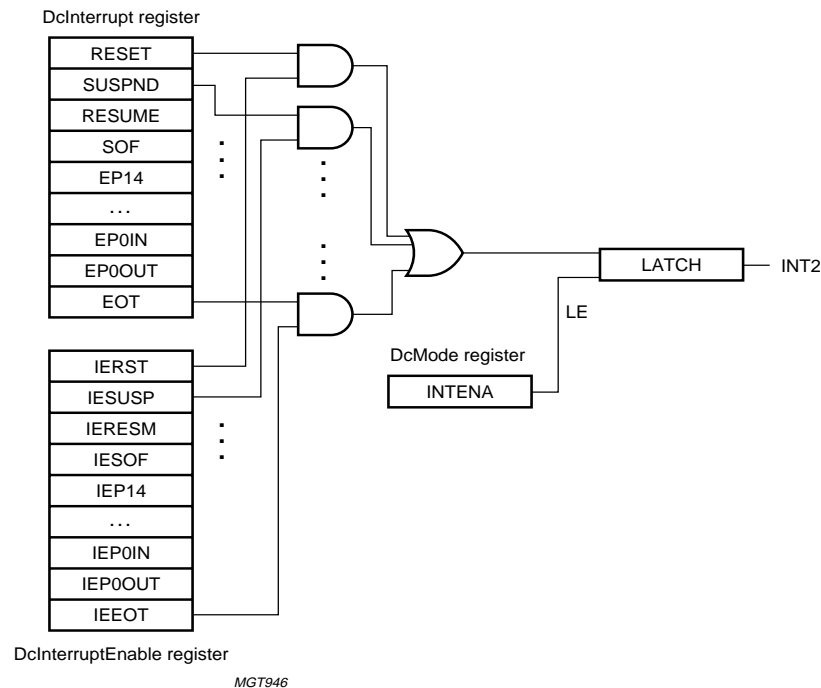 DcInterrupt register
RESET
SUSPND
RESUME
SOF
EP14
...
EP0IN
EP0OUT
EOT
IERST
IESUSP
IERESM
IESOF
IEP14
...
IEP0IN
IEP0OUT
IEEOT
DcInterruptEnable register
DcMode register
INTENA
LE
LATCH
INT2
MGT946